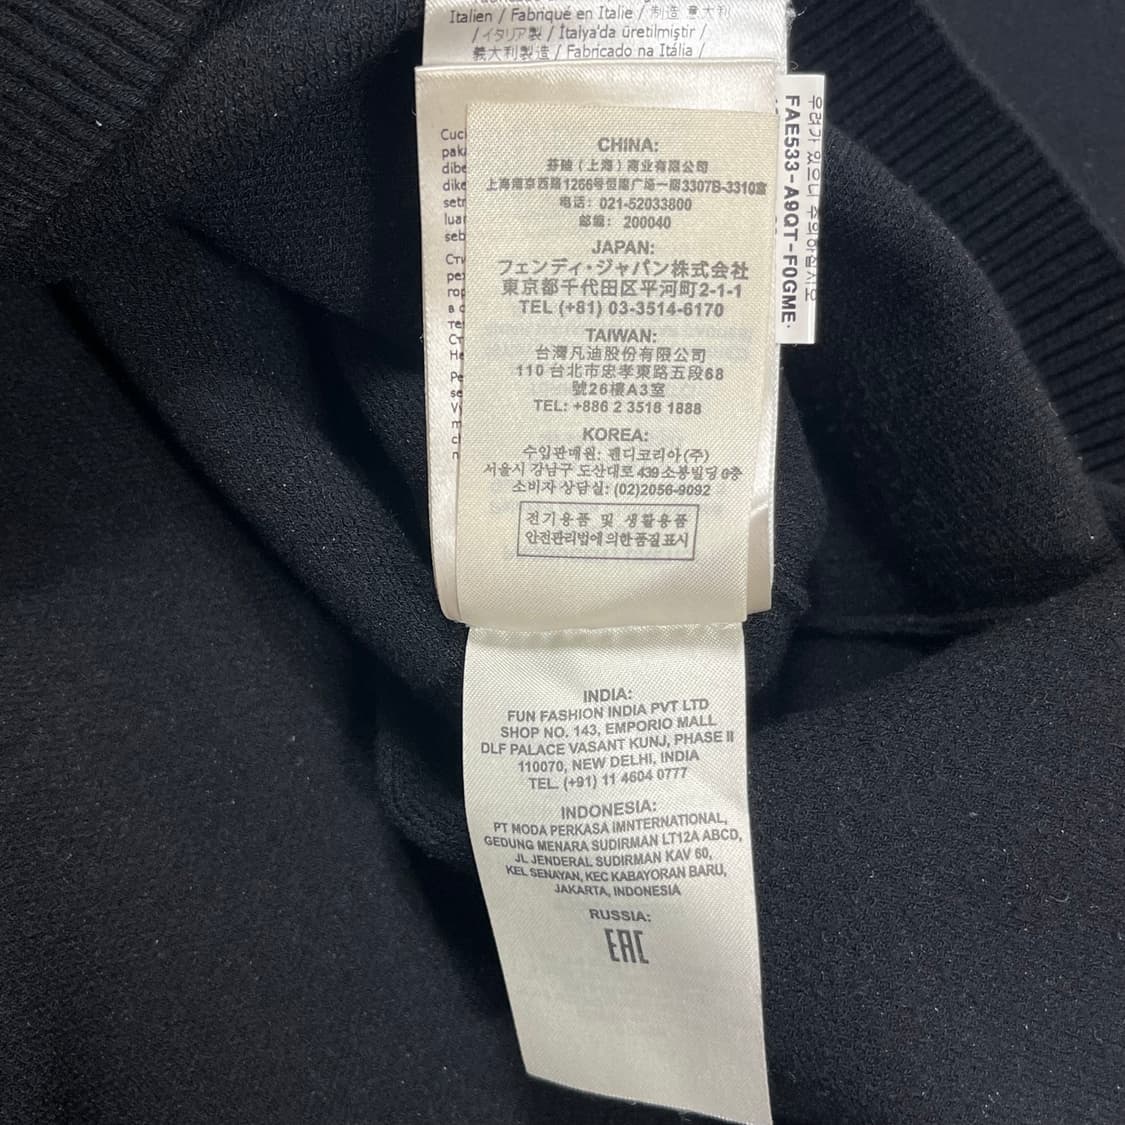 Italien / Fabriqué en Italie / 制造 意大利
/ イタリア製 / İtalya'da üretilmiştir /
義大利製造 / Fabricado na Itália /
우려가 있으니 주의하십시오
FAE533-A9QT-F0GME.
CHINA:
芬迪（上海）商业有限公司
上海南京西路1266号恒隆广场一期3307B-3310室
电话: 021-52033800
邮编: 200040
JAPAN:
フェンディ・ジャパン株式会社
東京都千代田区平河町2-1-1
TEL (+81) 03-3514-6170
TAIWAN:
台灣凡迪股份有限公司
110 台北市忠孝東路五段68
號26樓A3室
TEL: +886 2 3518 1888
KOREA:
수입판매원: 펜디코리아(주)
서울시 강남구 도산대로 439 소봉빌딩 6층
소비자 상담실: (02)2056-9092
전기용품 및 생활용품
안전관리법에 의한 품질표시
INDIA:
FUN FASHION INDIA PVT LTD
SHOP NO. 143, EMPORIO MALL
DLF PALACE VASANT KUNJ, PHASE II
110070, NEW DELHI, INDIA
TEL. (+91) 11 4604 0777
INDONESIA:
PT MODA PERKASA IMNTERNATIONAL,
GEDUNG MENARA SUDIRMAN LT12A ABCD,
JL JENDERAL SUDIRMAN KAV 60,
KEL SENAYAN, KEC KABAYORAN BARU,
JAKARTA, INDONESIA
RUSSIA:
EAC